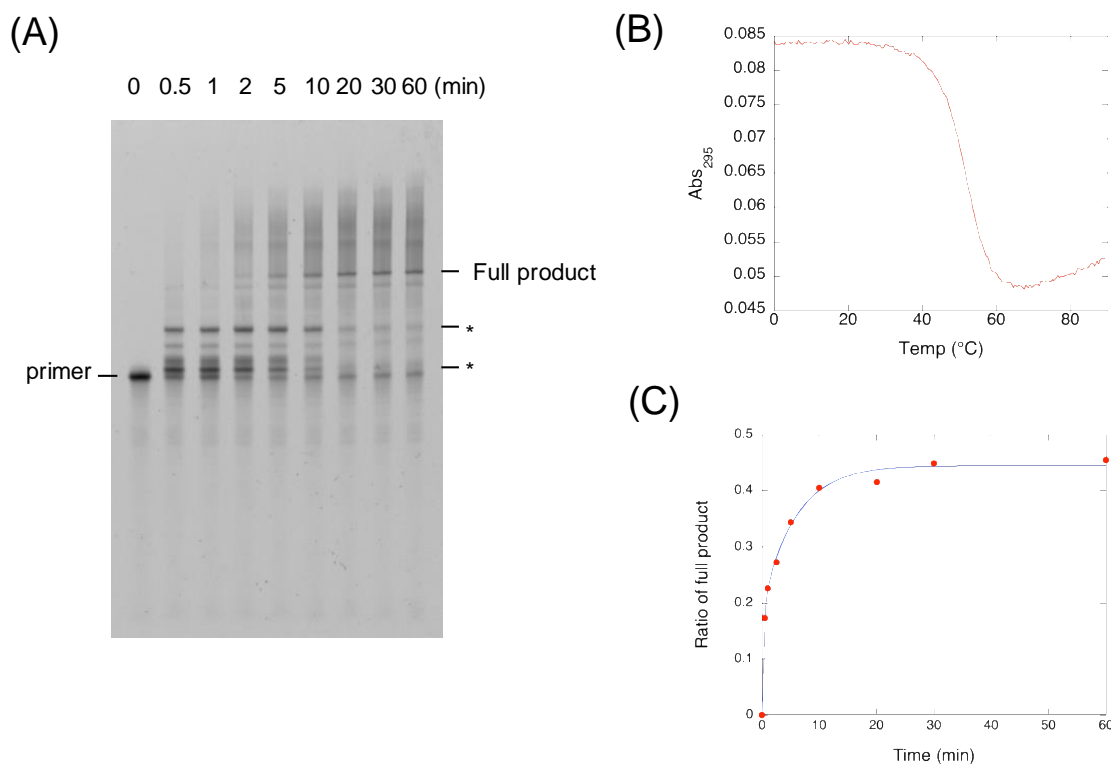 (A)
0 0.5 1 2 5 10 20 30 60 (min)
Full product
*
*
primer
(B)
0.085
0.08
0.075
0.07
0.065
0.06
0.055
0.05
0.045
Abs295
0 20 40 60 80
Temp (°C)
(C)
0.5
0.4
0.3
0.2
0.1
0
Ratio of full product
0 10 20 30 40 50 60
Time (min)